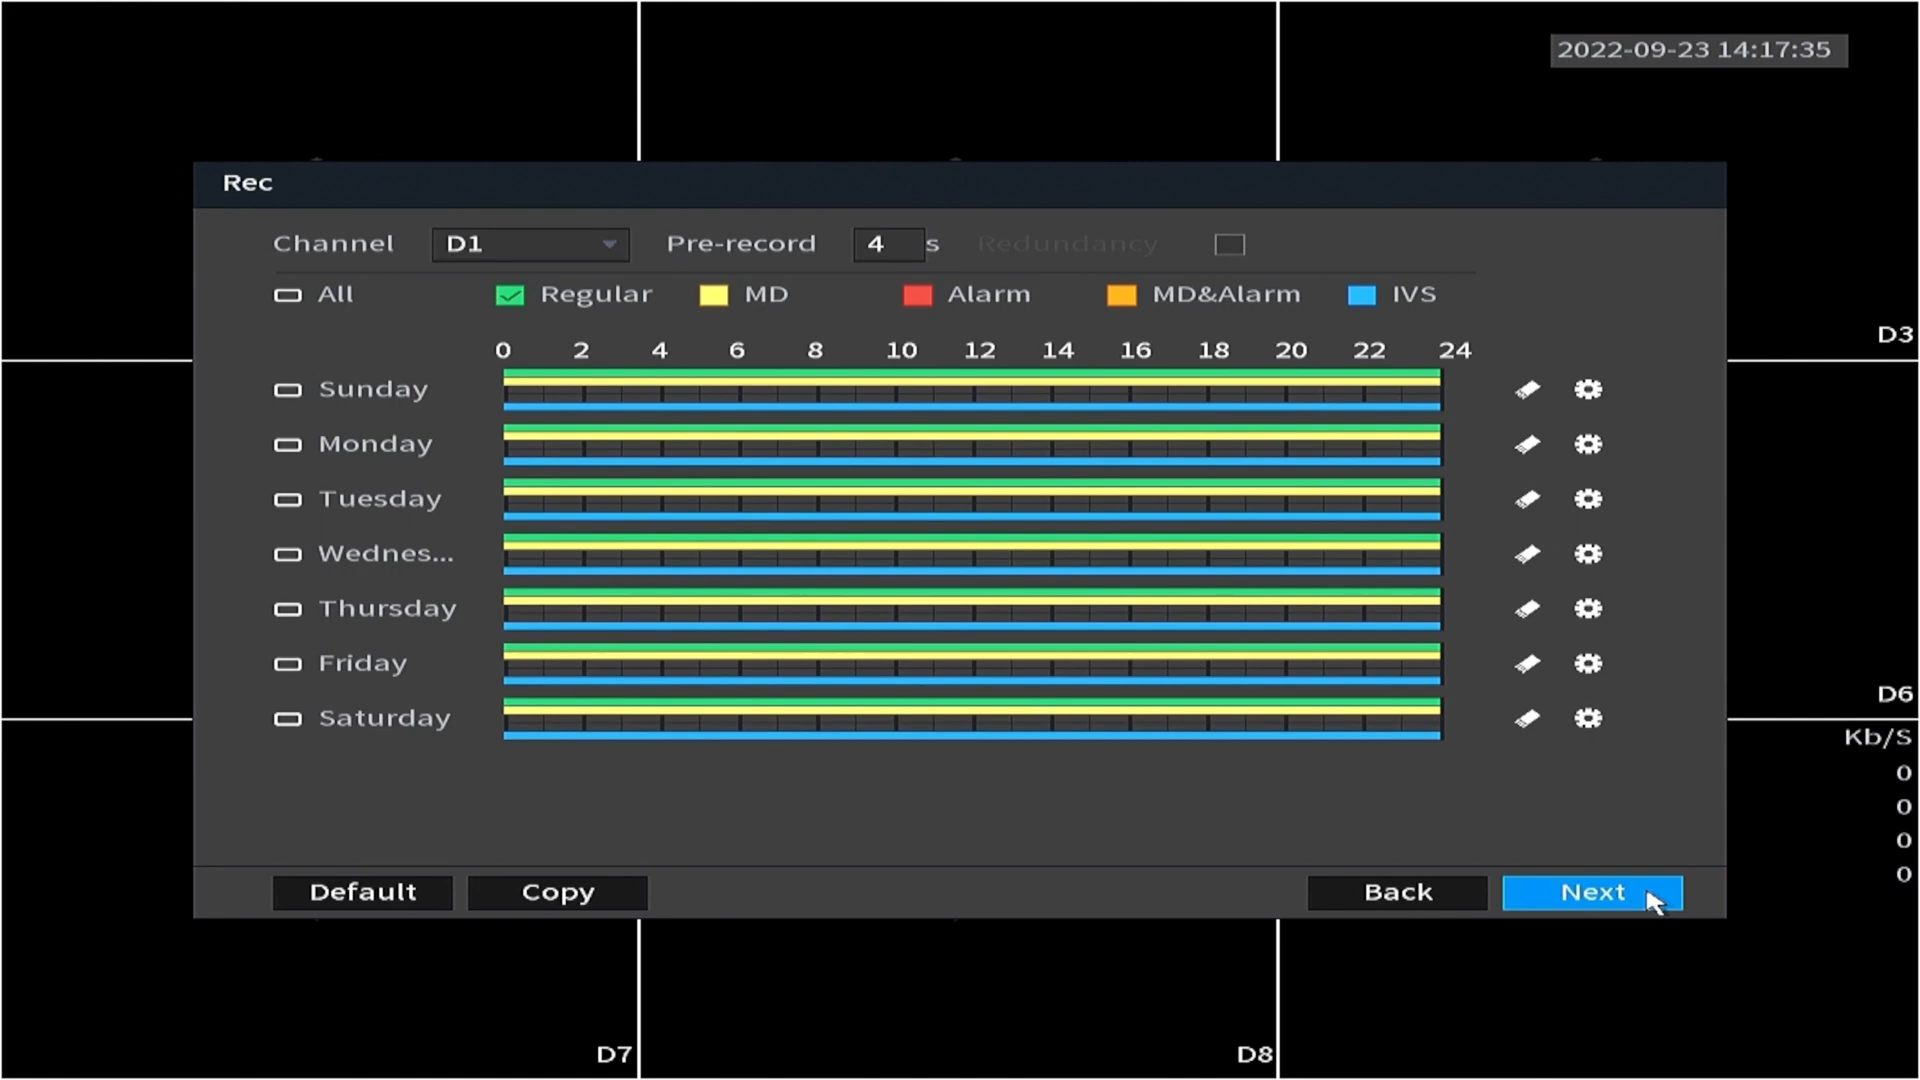 2022-09-23 14:17:35
Rec
Channel D1 Pre-record 4 s Redundancy
All Regular MD Alarm MD&Alarm IVS
0 2 4 6 8 10 12 14 16 18 20 22 24
D3
Sunday
Monday
Tuesday
Wednes...
Thursday
Friday
D6
Saturday
Kb/S
0
0
0
0
Default Copy Back Next
D7 D8